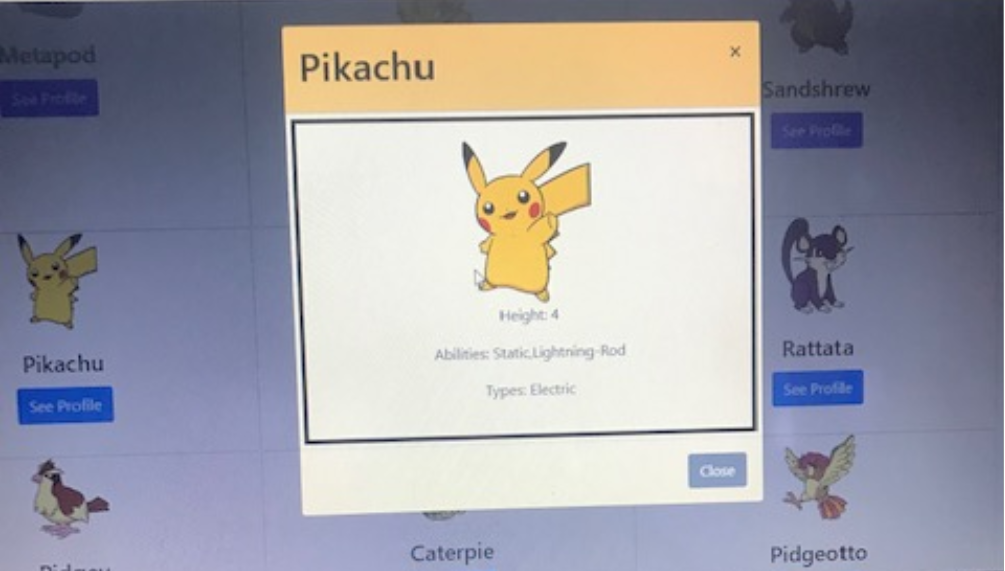 Metapod
See Profile
Pikachu
×
Sandshrew
See Profile
Height: 4
Abilities: Static,Lightning-Rod
Types: Electric
Pikachu
See Profile
Rattata
See Profile
Close
Pidgey
Caterpie
Pidgeotto